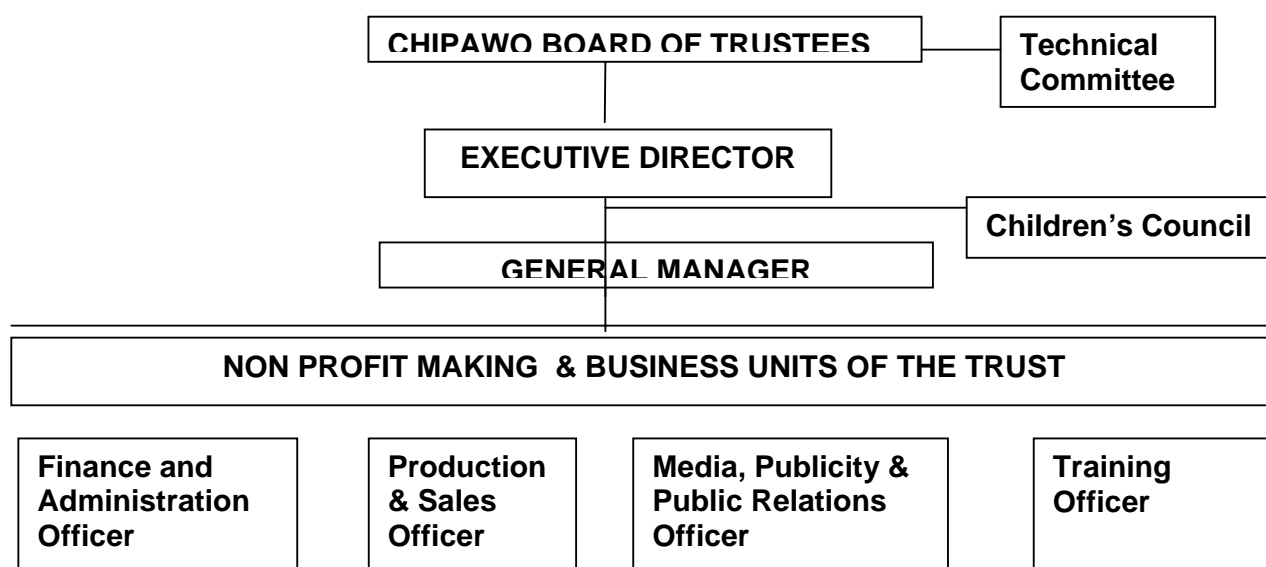 CHIPAWO BOARD OF TRUSTEES
Technical
Committee
EXECUTIVE DIRECTOR
Children’s Council
GENERAL MANAGER
NON PROFIT MAKING & BUSINESS UNITS OF THE TRUST
Finance and
Administration
Officer
Production
& Sales
Officer
Media, Publicity &
Public Relations
Officer
Training
Officer